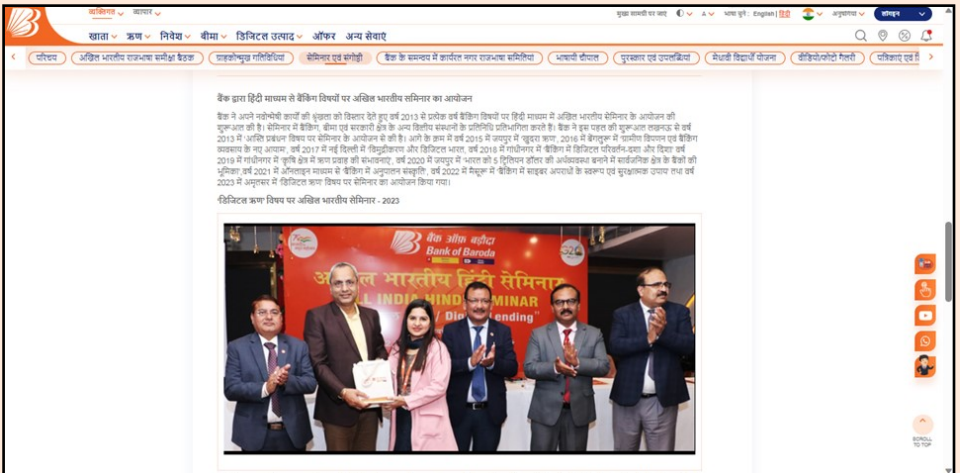 व्यक्तिगत व्यापार मुख्य सामग्री पर जाएं A भाषा चुनें: English | हिंदी अनुषंगियां लॉगइन
खाता ऋण निवेश बीमा डिजिटल उत्पाद ऑफर अन्य सेवाएं
परिचय अखिल भारतीय राजभाषा समीक्षा बैठक ग्राहकोन्मुख गतिविधियां सेमिनार एवं संगोष्ठी बैंक के समन्वय में कार्यरत नगर राजभाषा समितियां भाषायी चौपाल पुरस्कार एवं उपलब्धियां मेधावी विद्यार्थी योजना वीडियो/फोटो गैलरी पत्रिकाएं एवं
बैंक द्वारा हिंदी माध्यम से बैंकिंग विषयों पर अखिल भारतीय सेमिनार का आयोजन
बैंक ने अपने नवोन्मेषी कार्यों की श्रृंखला को विस्तार देते हुए वर्ष 2013 से प्रत्येक वर्ष बैंकिंग विषयों पर हिंदी माध्यम में अखिल भारतीय सेमिनार के आयोजन की
शुरूआत की है। सेमिनार में बैंकिंग, बीमा एवं सरकारी क्षेत्र के अन्य वित्तीय संस्थानों के प्रतिनिधि प्रतिभागिता करते हैं। बैंक ने इस पहल की शुरूआत लखनऊ से वर्ष
2013 में 'आस्ति प्रबंधन' विषय पर सेमिनार के आयोजन से की है। आगे के क्रम में वर्ष 2015 में जयपुर में 'खुदरा ऋण', 2016 में बेंगलुरू में 'ग्रामीण विपणन एवं बैंकिंग
व्यवसाय के नए आयाम', वर्ष 2017 में नई दिल्ली में 'विमुद्रीकरण और डिजिटल भारत, वर्ष 2018 में गांधीनगर में 'बैंकिंग में डिजिटल परिवर्तन-दशा और दिशा' वर्ष
2019 में गांधीनगर में 'कृषि क्षेत्र में ऋण प्रवाह की संभावनाएं', वर्ष 2020 में जयपुर में 'भारत को 5 ट्रिलियन डॉलर की अर्थव्यवस्था बनाने में सार्वजनिक क्षेत्र के बैंकों की
भूमिका',वर्ष 2021 में ऑनलाइन माध्यम से 'बैंकिंग में अनुपालन संस्कृति', वर्ष 2022 में मैसूरू में 'बैंकिंग में साइबर अपराधों के स्वरूप एवं सुरक्षात्मक उपाय' तथा वर्ष
2023 में अमृतसर में 'डिजिटल ऋण' विषय पर सेमिनार का आयोजन किया गया।
'डिजिटल ऋण' विषय पर अखिल भारतीय सेमिनार - 2023
बैंक ऑफ़ बड़ौदा
Bank of Baroda
अखिल भारतीय हिंदी सेमिनार
ALL INDIA HINDI SEMINAR
SCROLL
TO TOP